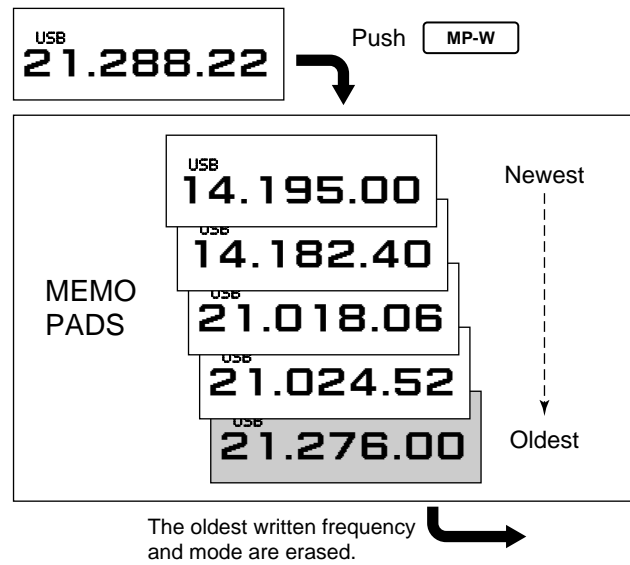 USB
21.288.22
Push MP-W
USB
14.195.00
Newest
USB
14.182.40
MEMO
PADS
USB
21.018.06
USB
21.024.52
USB
21.276.00
Oldest
The oldest written frequency
and mode are erased.